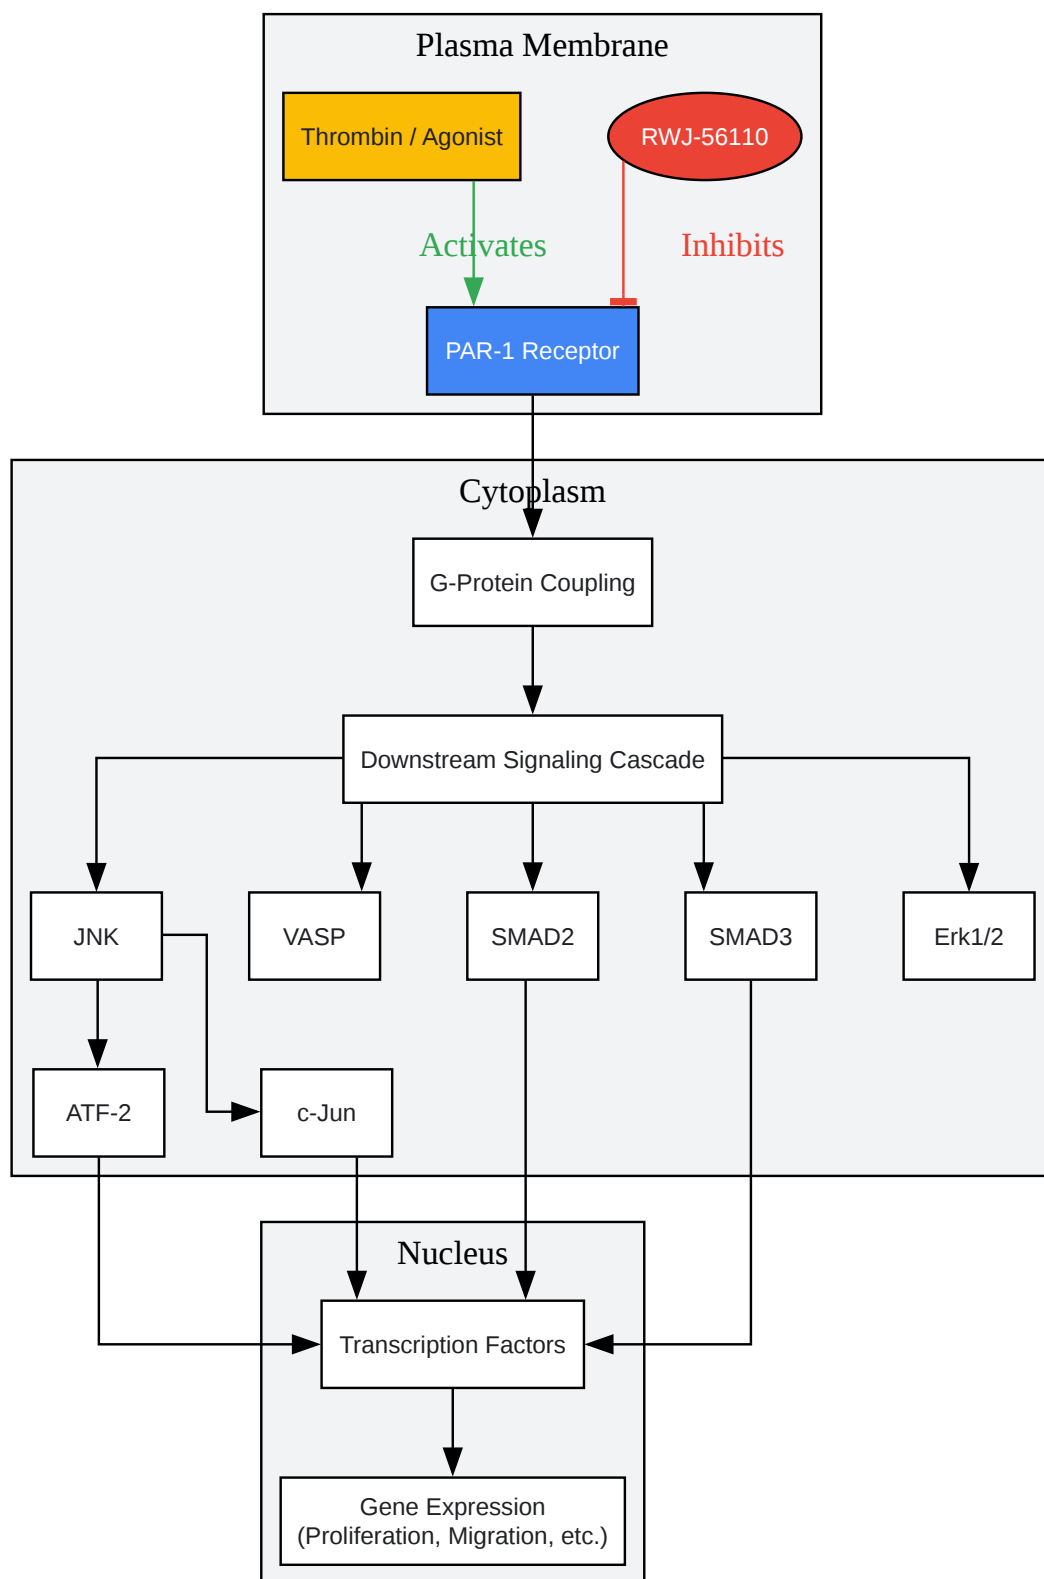 Plasma Membrane
Thrombin / Agonist
RWJ-56110
Activates
Inhibits
PAR-1 Receptor
Cytoplasm
G-Protein Coupling
Downstream Signaling Cascade
JNK
VASP
SMAD2
SMAD3
Erk1/2
ATF-2
c-Jun
Nucleus
Transcription Factors
Gene Expression
(Proliferation, Migration, etc.)